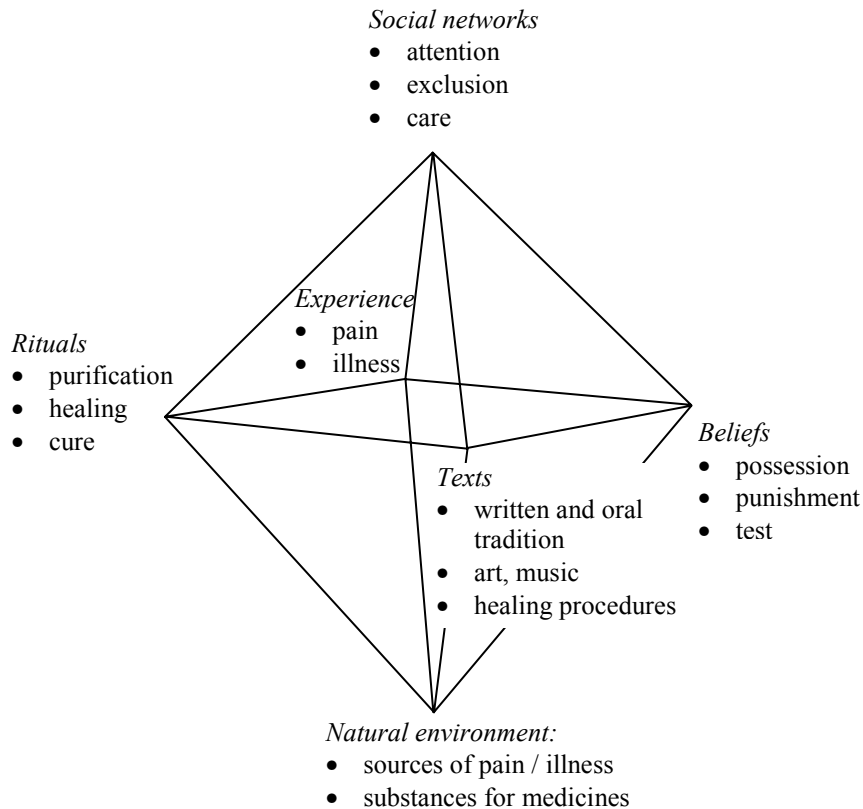 Social networks
• attention
• exclusion
• care
Experience
• pain
• illness
Rituals
• purification
• healing
• cure
Beliefs
• possession
• punishment
• test
Texts
• written and oral
tradition
• art, music
• healing procedures
Natural environment:
• sources of pain / illness
• substances for medicines